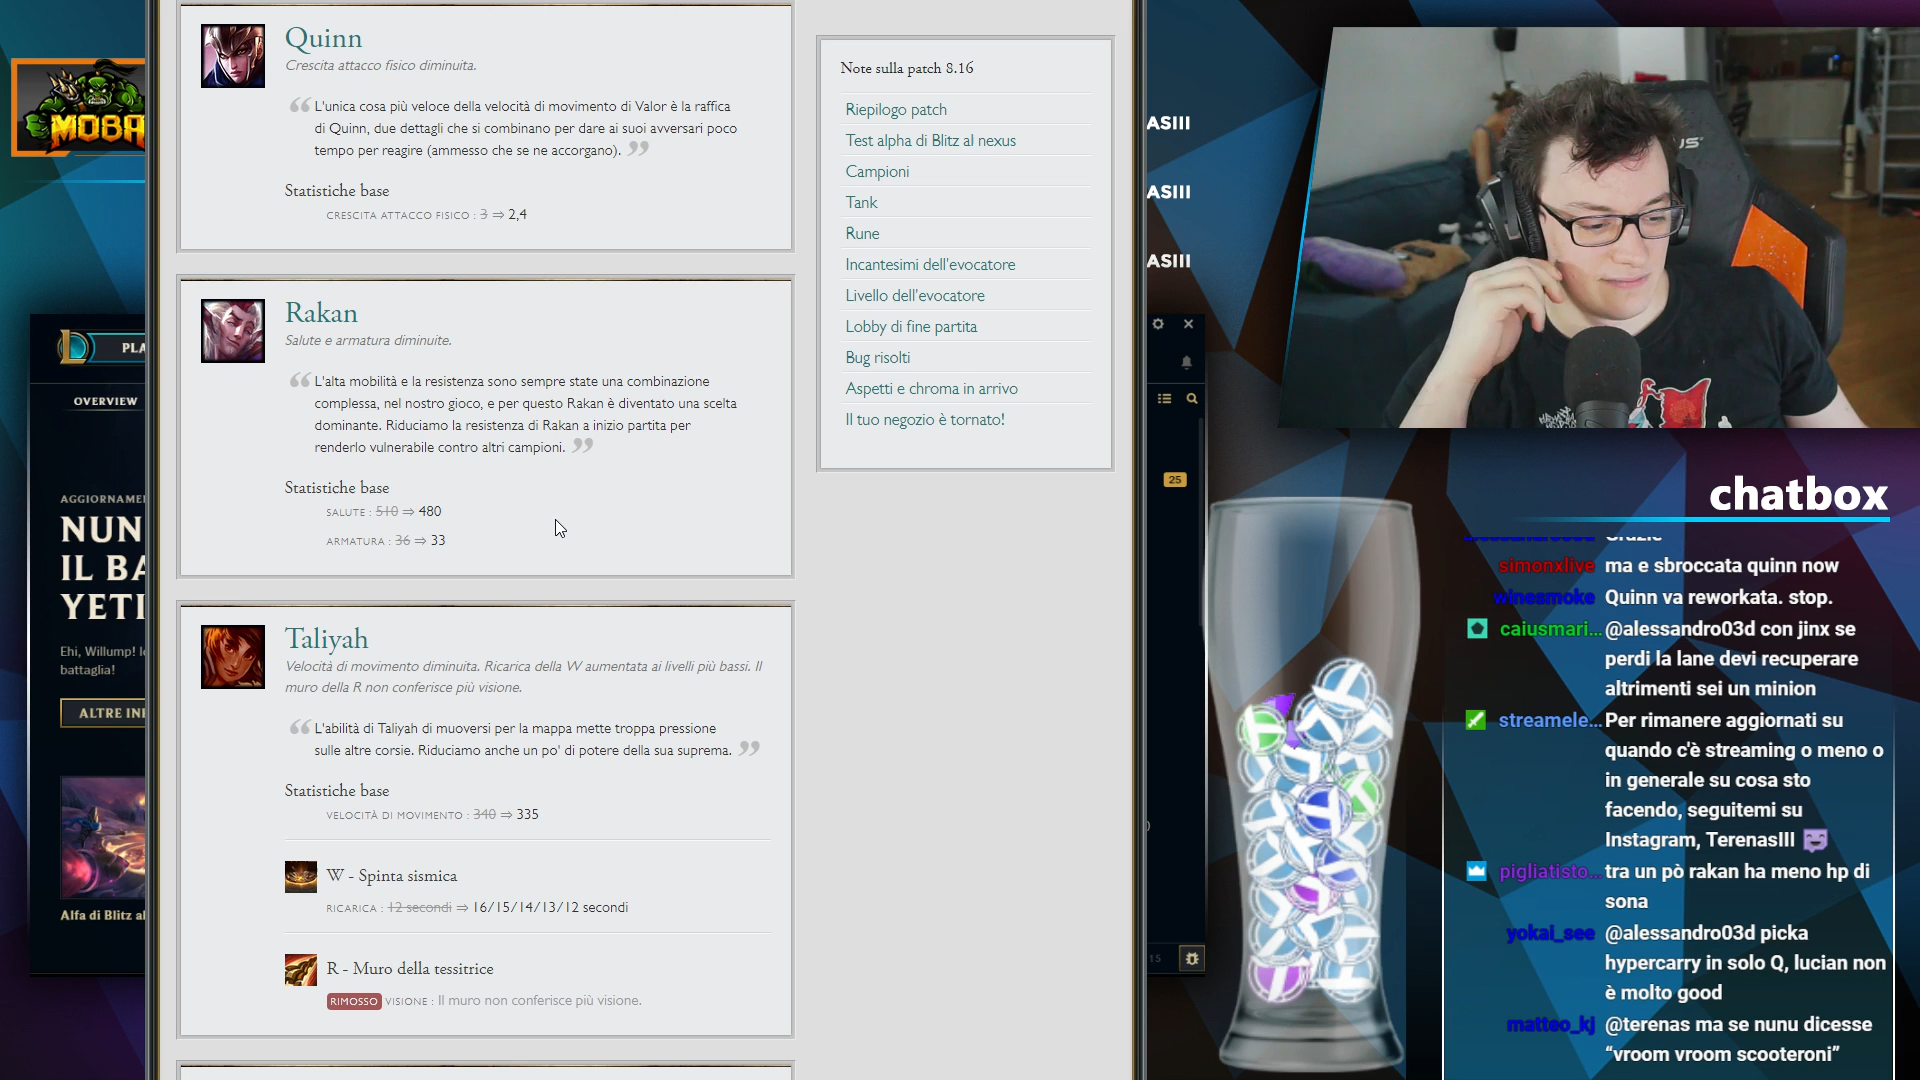 Quinn
Crescita attacco fisico diminuita.
L'unica cosa più veloce della velocità di movimento di Valor è la raffica
di Quinn, due dettagli che si combinano per dare ai suoi avversari poco
tempo per reagire (ammesso che se ne accorgano).
Statistiche base
CRESCITA ATTACCO FISICO : 3 ⇒ 2,4
Rakan
Salute e armatura diminuite.
L'alta mobilità e la resistenza sono sempre state una combinazione
complessa, nel nostro gioco, e per questo Rakan è diventato una scelta
dominante. Riduciamo la resistenza di Rakan a inizio partita per
renderlo vulnerabile contro altri campioni.
Statistiche base
SALUTE : 510 ⇒ 480
ARMATURA : 36 ⇒ 33
Taliyah
Velocità di movimento diminuita. Ricarica della W aumentata ai livelli più bassi. Il
muro della R non conferisce più visione.
L'abilità di Taliyah di muoversi per la mappa mette troppa pressione
sulle altre corsie. Riduciamo anche un po' di potere della sua suprema.
Statistiche base
VELOCITÀ DI MOVIMENTO : 340 ⇒ 335
W - Spinta sismica
RICARICA : 12 secondi ⇒ 16/15/14/13/12 secondi
R - Muro della tessitrice
RIMOSSO VISIONE : Il muro non conferisce più visione.
Note sulla patch 8.16
Riepilogo patch
Test alpha di Blitz al nexus
Campioni
Tank
Rune
Incantesimi dell'evocatore
Livello dell'evocatore
Lobby di fine partita
Bug risolti
Aspetti e chroma in arrivo
Il tuo negozio è tornato!
MOBA
PLA
OVERVIEW
AGGIORNAME
NUN
IL BA
YETI
Ehi, Willump!
battaglia!
ALTRE INF
Alfa di Blitz al
ASIII
ASIII
ASIII
25
15
chatbox
simonxlive ma e sbroccata quinn now
winesmoke Quinn va reworkata. stop.
caiusmari... @alessandro03d con jinx se
perdi la lane devi recuperare
altrimenti sei un minion
streamele... Per rimanere aggiornati su
quando c'è streaming o meno o
in generale su cosa sto
facendo, seguitemi su
Instagram, TerenasIII
pigliatisto... tra un pò rakan ha meno hp di
sona
yokai_see @alessandro03d picka
hypercarry in solo Q, lucian non
è molto good
matteo_kj @terenas ma se nunu dicesse
“vroom vroom scooteroni”